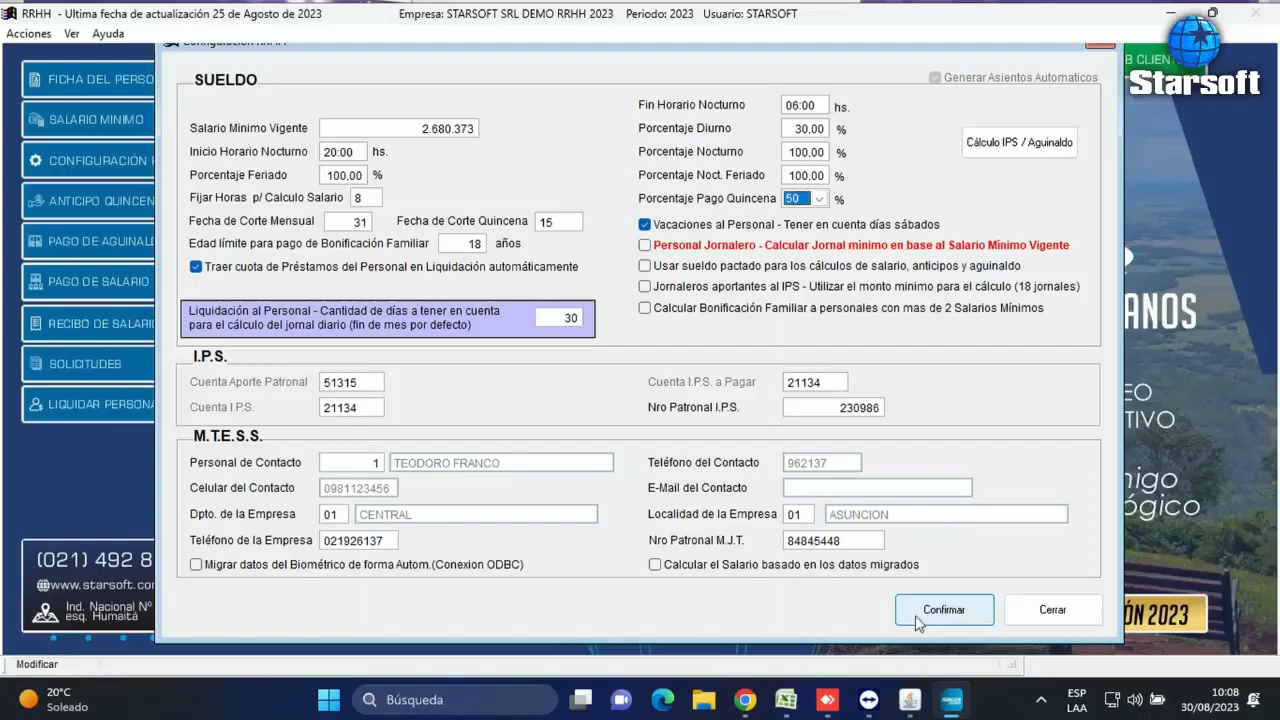 RRHH - Ultima fecha de actualización 25 de Agosto de 2023 Empresa: STARSOFT SRL DEMO RRHH 2023 Periodo: 2023 Usuario: STARSOFT
Acciones Ver Ayuda
Starsoft
FICHA DEL PERSO
SALARIO MINIMO
CONFIGURACIÓN
ANTICIPO QUINCEN
PAGO DE AGUINAL
PAGO DE SALARIO
RECIBO DE SALARI
SOLICITUDES
LIQUIDAR PERSONA
(021) 492 8
www.starsoft.co
Ind. Nacional Nº
esq. Humaitá
SUELDO
Generar Asientos Automaticos
Salario Minimo Vigente 2.680.373
Inicio Horario Nocturno 20:00 hs.
Porcentaje Feriado 100,00 %
Fijar Horas p/ Calculo Salario 8
Fecha de Corte Mensual 31 Fecha de Corte Quincena 15
Edad límite para pago de Bonificación Familiar 18 años
Traer cuota de Préstamos del Personal en Liquidación automáticamente
Liquidación al Personal - Cantidad de días a tener en cuenta
para el cálculo del jornal diario (fin de mes por defecto) 30
Fin Horario Nocturno 06:00 hs.
Porcentaje Diurno 30,00 %
Porcentaje Nocturno 100,00 %
Porcentaje Noct. Feriado 100,00 %
Porcentaje Pago Quincena 50 %
Cálculo IPS / Aguinaldo
Vacaciones al Personal - Tener en cuenta días sábados
Personal Jornalero - Calcular Jornal minimo en base al Salario Mínimo Vigente
Usar sueldo pactado para los cálculos de salario, anticipos y aguinaldo
Jornaleros aportantes al IPS - Utilizar el monto minimo para el cálculo (18 jornales)
Calcular Bonificación Familiar a personales con mas de 2 Salarios Mínimos
I.P.S.
Cuenta Aporte Patronal 51315 Cuenta I.P.S. a Pagar 21134
Cuenta I.P.S. 21134 Nro Patronal I.P.S. 230986
M.T.E.S.S.
Personal de Contacto 1 TEODORO FRANCO Teléfono del Contacto 962137
Celular del Contacto 0981123456 E-Mail del Contacto
Dpto. de la Empresa 01 CENTRAL Localidad de la Empresa 01 ASUNCION
Teléfono de la Empresa 021926137 Nro Patronal M.J.T. 84845448
Migrar datos del Biométrico de forma Autom.(Conexion ODBC) Calcular el Salario basado en los datos migrados
Confirmar Cerrar
B CLIEN
ANOS
EO
TIVO
nigo
ógico
ÓN 2023
Modificar
20°C
Soleado
Búsqueda
ESP
LAA
10:08
30/08/2023